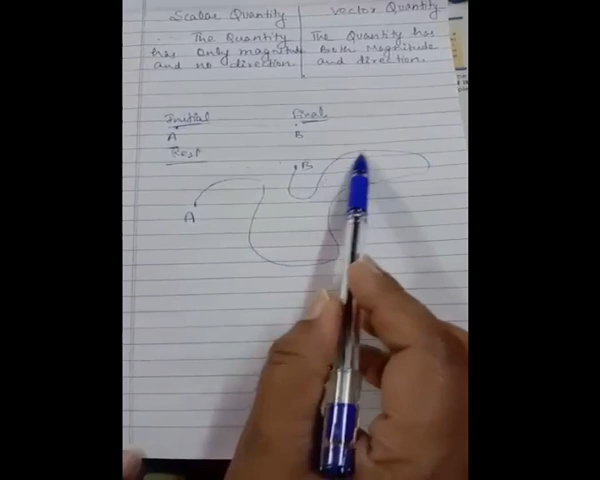 Scalar Quantity
Vector Quantity
The Quantity
has Only magnitude
and no direction.
The Quantity has
Both Magnitude
and direction.
Initial
Final
A
B
Rest
B
A